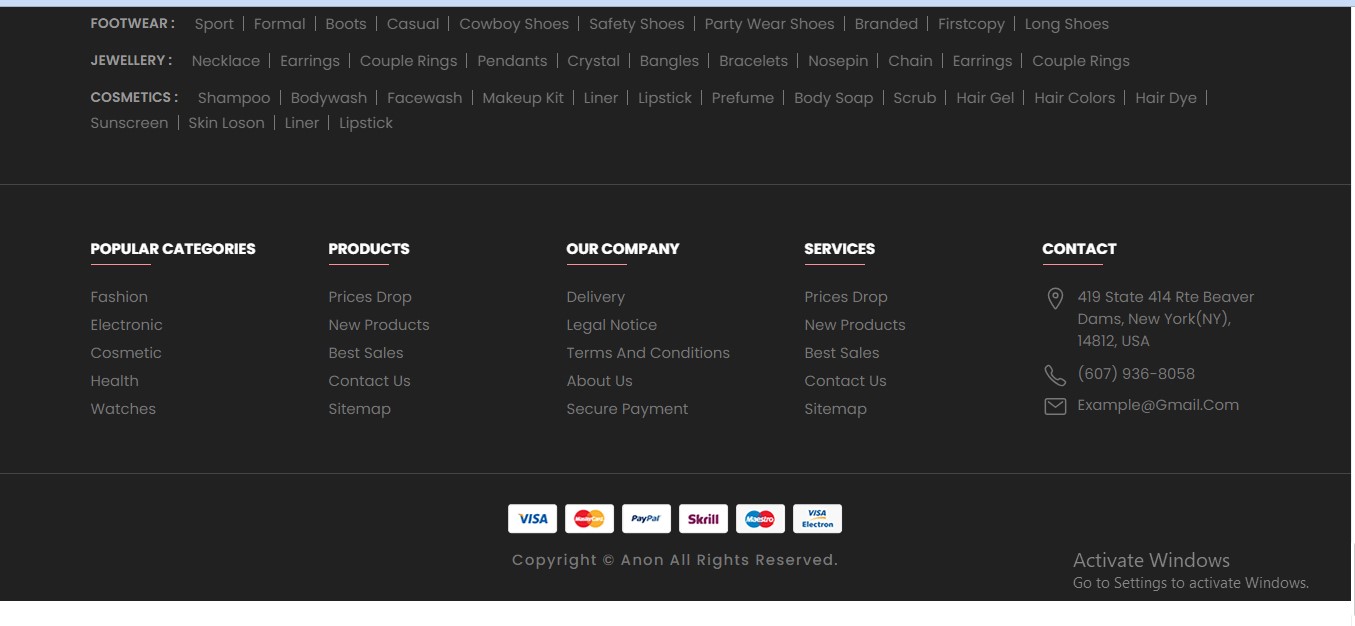 FOOTWEAR : Sport | Formal | Boots | Casual | Cowboy Shoes | Safety Shoes | Party Wear Shoes | Branded | Firstcopy | Long Shoes
JEWELLERY : Necklace | Earrings | Couple Rings | Pendants | Crystal | Bangles | Bracelets | Nosepin | Chain | Earrings | Couple Rings
COSMETICS : Shampoo | Bodywash | Facewash | Makeup Kit | Liner | Lipstick | Prefume | Body Soap | Scrub | Hair Gel | Hair Colors | Hair Dye |
Sunscreen | Skin Loson | Liner | Lipstick
POPULAR CATEGORIES
Fashion
Electronic
Cosmetic
Health
Watches
PRODUCTS
Prices Drop
New Products
Best Sales
Contact Us
Sitemap
OUR COMPANY
Delivery
Legal Notice
Terms And Conditions
About Us
Secure Payment
SERVICES
Prices Drop
New Products
Best Sales
Contact Us
Sitemap
CONTACT
419 State 414 Rte Beaver
Dams, New York(NY),
14812, USA
(607) 936-8058
Example@Gmail.Com
VISA MasterCard PayPal Skrill Maestro VISA
Electron
Copyright © Anon All Rights Reserved.
Activate Windows
Go to Settings to activate Windows.